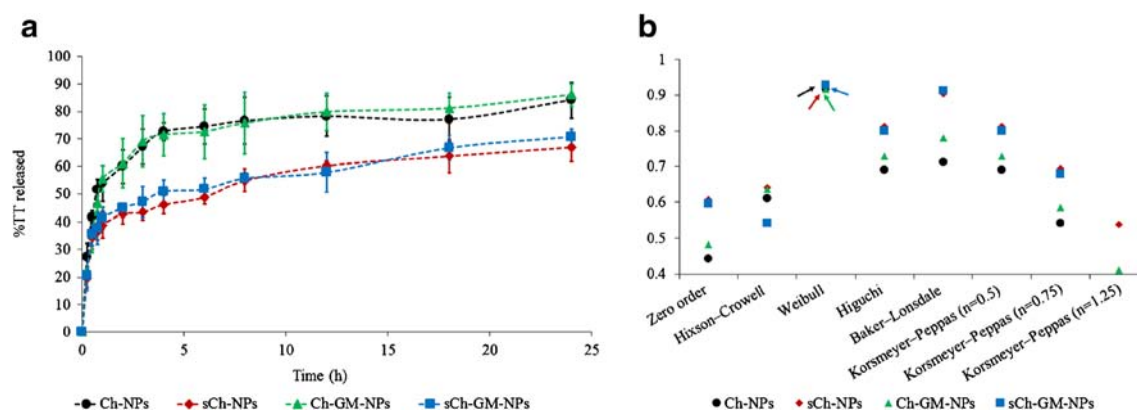 a
100
90
80
70
60
50
40
30
20
10
0
%TT released
0 5 10 15 20 25
Time (h)
Ch-NPs sCh-NPs Ch-GM-NPs sCh-GM-NPs
b
1
0.9
0.8
0.7
0.6
0.5
0.4
Zero order
Hixson–Crowell
Weibull
Higuchi
Baker–Lonsdale
Korsmeyer–Peppas (n=0.5)
Korsmeyer–Peppas (n=0.75)
Korsmeyer–Peppas (n=1.25)
Ch-NPs sCh-NPs Ch-GM-NPs sCh-GM-NPs